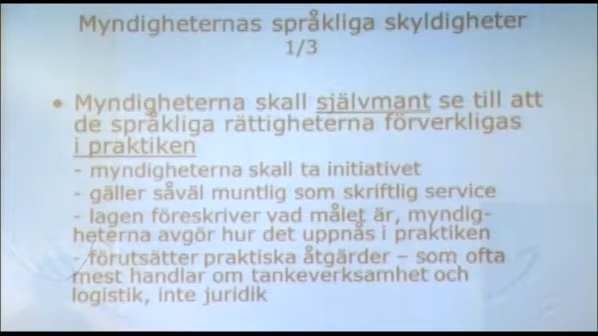 Myndigheternas språkliga skyldigheter
1/3
• Myndigheterna skall självmant se till att
de språkliga rättigheterna förverkligas
i praktiken
- myndigheterna skall ta initiativet
- gäller såväl muntlig som skriftlig service
- lagen föreskriver vad målet är, myndig-
heterna avgör hur det uppnås i praktiken
- förutsätter praktiska åtgärder – som ofta
mest handlar om tankeverksamhet och
logistik, inte juridik